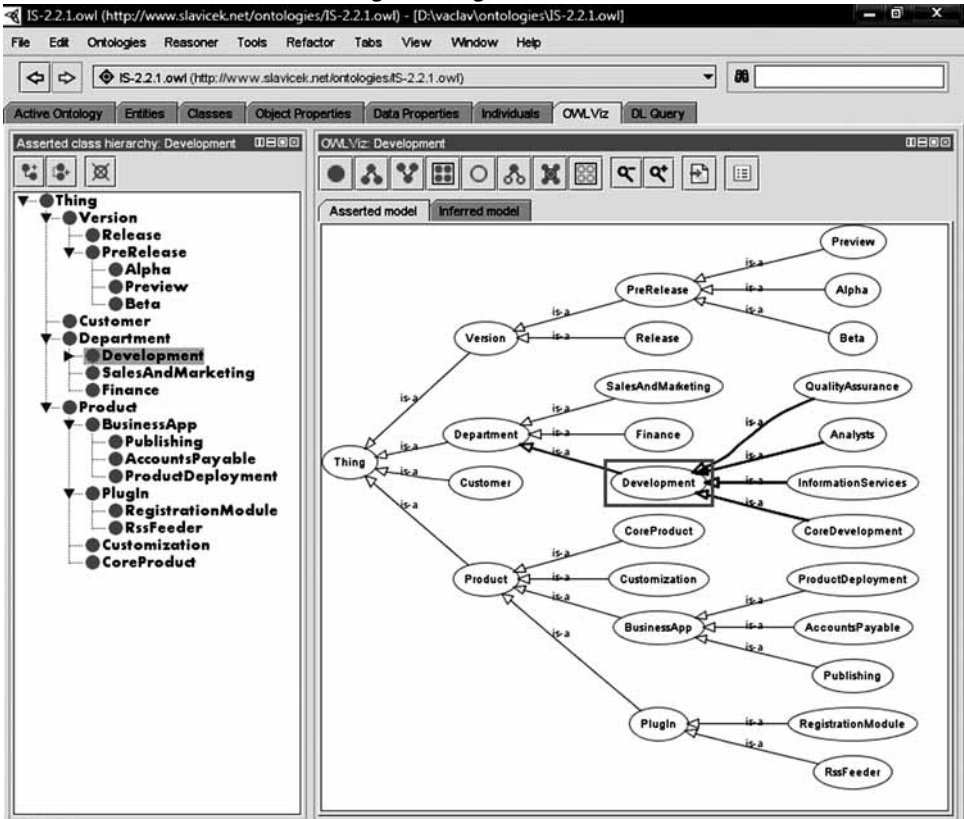 IS-2.2.1.owl (http://www.slavicek.net/ontologies/IS-2.2.1.owl) - [D:\vaclav\ontologies\IS-2.2.1.owl]
File Edit Ontologies Reasoner Tools Refactor Tabs View Window Help
IS-2.2.1.owl (http://www.slavicek.net/ontologies/IS-2.2.1.owl)
Active Ontology Entities Classes Object Properties Data Properties Individuals OWLViz DL Query
Asserted class hierarchy: Development
Thing
Version
Release
PreRelease
Alpha
Preview
Beta
Customer
Department
Development
SalesAndMarketing
Finance
Product
BusinessApp
Publishing
AccountsPayable
ProductDeployment
PlugIn
RegistrationModule
RssFeeder
Customization
CoreProduct
OWLViz: Development
Asserted model Inferred model
Preview
is-a
PreRelease
is-a
Alpha
is-a
is-a
Version
is-a
Release
Beta
is-a
SalesAndMarketing
QualityAssurance
is-a
is-a
Department
is-a
Finance
Analysts
is-a
is-a
is-a
Thing
is-a
Customer
Development
is-a
InformationServices
is-a
is-a
CoreProduct
CoreDevelopment
is-a
Product
is-a
Customization
ProductDeployment
is-a
is-a
is-a
BusinessApp
is-a
AccountsPayable
is-a
Publishing
PlugIn
is-a
RegistrationModule
is-a
RssFeeder